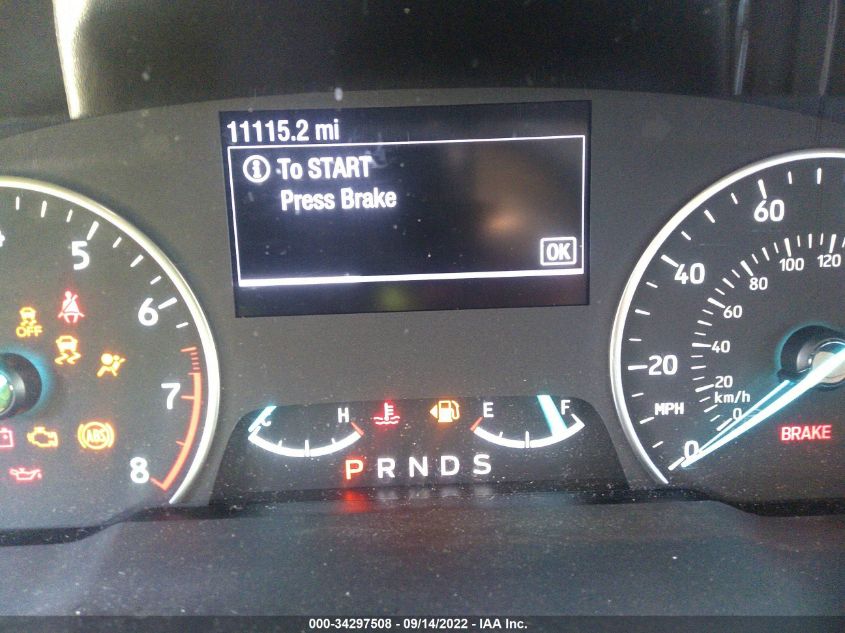 11115.2 mi
To START
Press Brake
OK
5
6
7
8
OFF
ABS
C H
E F
P R N D S
60
40
20
0
MPH
120
100
80
60
40
20
0
km/h
BRAKE
000-34297508 - 09/14/2022 - IAA Inc.